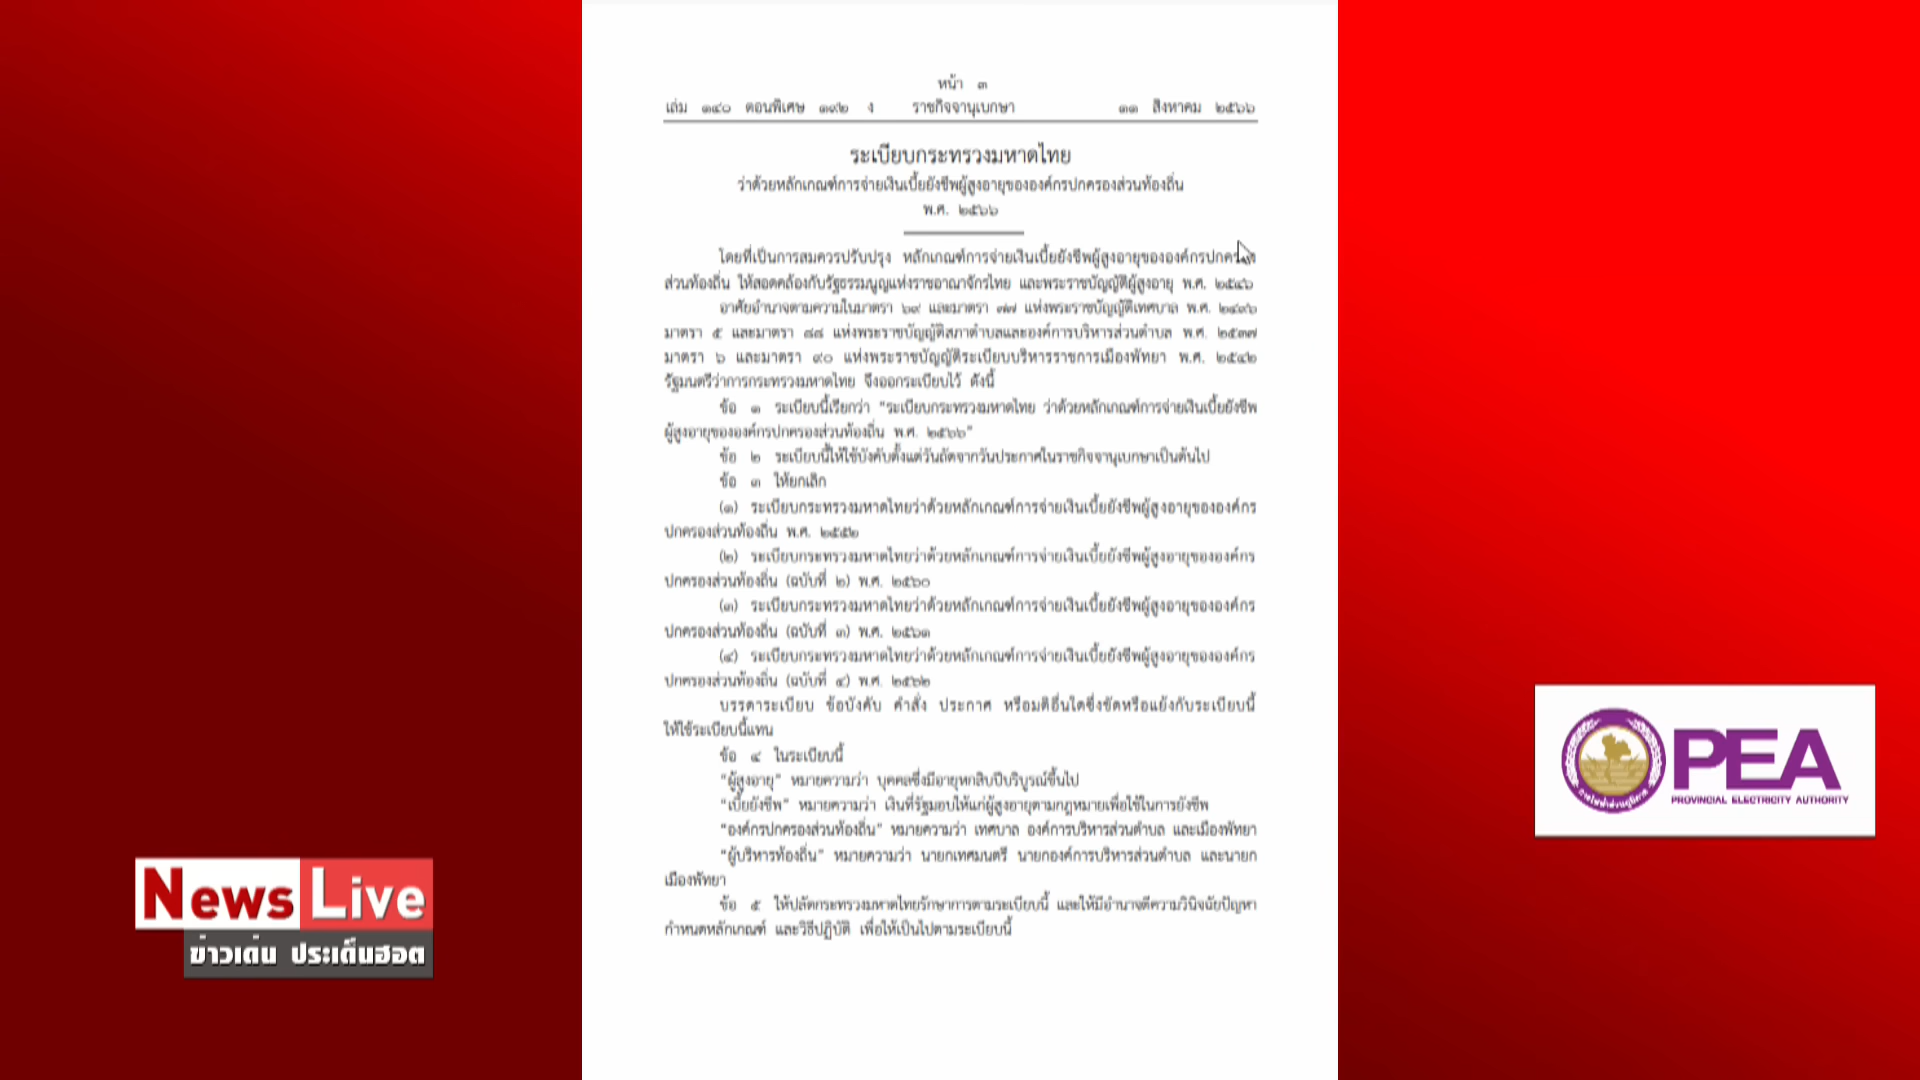 หน้า ๓
เล่ม ๑๔๐ ตอนพิเศษ ๑๙๒ ง ราชกิจจานุเบกษา ๑๑ สิงหาคม ๒๕๖๖
ระเบียบกระทรวงมหาดไทย
ว่าด้วยหลักเกณฑ์การจ่ายเงินเบี้ยยังชีพผู้สูงอายุขององค์กรปกครองส่วนท้องถิ่น
พ.ศ. ๒๕๖๖
โดยที่เป็นการสมควรปรับปรุง หลักเกณฑ์การจ่ายเงินเบี้ยยังชีพผู้สูงอายุขององค์กรปกครอง
ส่วนท้องถิ่น ให้สอดคล้องกับรัฐธรรมนูญแห่งราชอาณาจักรไทย และพระราชบัญญัติผู้สูงอายุ พ.ศ. ๒๕๔๖
อาศัยอำนาจตามความในมาตรา ๖๙ และมาตรา ๗๗ แห่งพระราชบัญญัติเทศบาล พ.ศ. ๒๔๙๖
มาตรา ๕ และมาตรา ๘๘ แห่งพระราชบัญญัติสภาตำบลและองค์การบริหารส่วนตำบล พ.ศ. ๒๕๓๗
มาตรา ๖ และมาตรา ๙๐ แห่งพระราชบัญญัติระเบียบบริหารราชการเมืองพัทยา พ.ศ. ๒๕๔๒
รัฐมนตรีว่าการกระทรวงมหาดไทย จึงออกระเบียบไว้ ดังนี้
ข้อ ๑ ระเบียบนี้เรียกว่า "ระเบียบกระทรวงมหาดไทย ว่าด้วยหลักเกณฑ์การจ่ายเงินเบี้ยยังชีพ
ผู้สูงอายุขององค์กรปกครองส่วนท้องถิ่น พ.ศ. ๒๕๖๖"
ข้อ ๒ ระเบียบนี้ให้ใช้บังคับตั้งแต่วันถัดจากวันประกาศในราชกิจจานุเบกษาเป็นต้นไป
ข้อ ๓ ให้ยกเลิก
(๑) ระเบียบกระทรวงมหาดไทยว่าด้วยหลักเกณฑ์การจ่ายเงินเบี้ยยังชีพผู้สูงอายุขององค์กร
ปกครองส่วนท้องถิ่น พ.ศ. ๒๕๕๒
(๒) ระเบียบกระทรวงมหาดไทยว่าด้วยหลักเกณฑ์การจ่ายเงินเบี้ยยังชีพผู้สูงอายุขององค์กร
ปกครองส่วนท้องถิ่น (ฉบับที่ ๒) พ.ศ. ๒๕๖๐
(๓) ระเบียบกระทรวงมหาดไทยว่าด้วยหลักเกณฑ์การจ่ายเงินเบี้ยยังชีพผู้สูงอายุขององค์กร
ปกครองส่วนท้องถิ่น (ฉบับที่ ๓) พ.ศ. ๒๕๖๑
(๔) ระเบียบกระทรวงมหาดไทยว่าด้วยหลักเกณฑ์การจ่ายเงินเบี้ยยังชีพผู้สูงอายุขององค์กร
ปกครองส่วนท้องถิ่น (ฉบับที่ ๔) พ.ศ. ๒๕๖๒
บรรดาระเบียบ ข้อบังคับ คำสั่ง ประกาศ หรือมติอื่นใดซึ่งขัดหรือแย้งกับระเบียบนี้
ให้ใช้ระเบียบนี้แทน
ข้อ ๔ ในระเบียบนี้
"ผู้สูงอายุ" หมายความว่า บุคคลซึ่งมีอายุหกสิบปีบริบูรณ์ขึ้นไป
"เบี้ยยังชีพ" หมายความว่า เงินที่รัฐมอบให้แก่ผู้สูงอายุตามกฎหมายเพื่อใช้ในการยังชีพ
"องค์กรปกครองส่วนท้องถิ่น" หมายความว่า เทศบาล องค์การบริหารส่วนตำบล และเมืองพัทยา
"ผู้บริหารท้องถิ่น" หมายความว่า นายกเทศมนตรี นายกองค์การบริหารส่วนตำบล และนายก
เมืองพัทยา
ข้อ ๕ ให้ปลัดกระทรวงมหาดไทยรักษาการตามระเบียบนี้ และให้มีอำนาจตีความวินิจฉัยปัญหา
กำหนดหลักเกณฑ์ และวิธีปฏิบัติ เพื่อให้เป็นไปตามระเบียบนี้
News Live
ข่าวเด่น ประเด็นฮอต
PEA
PROVINCIAL ELECTRICITY AUTHORITY
การไฟฟ้าส่วนภูมิภาค